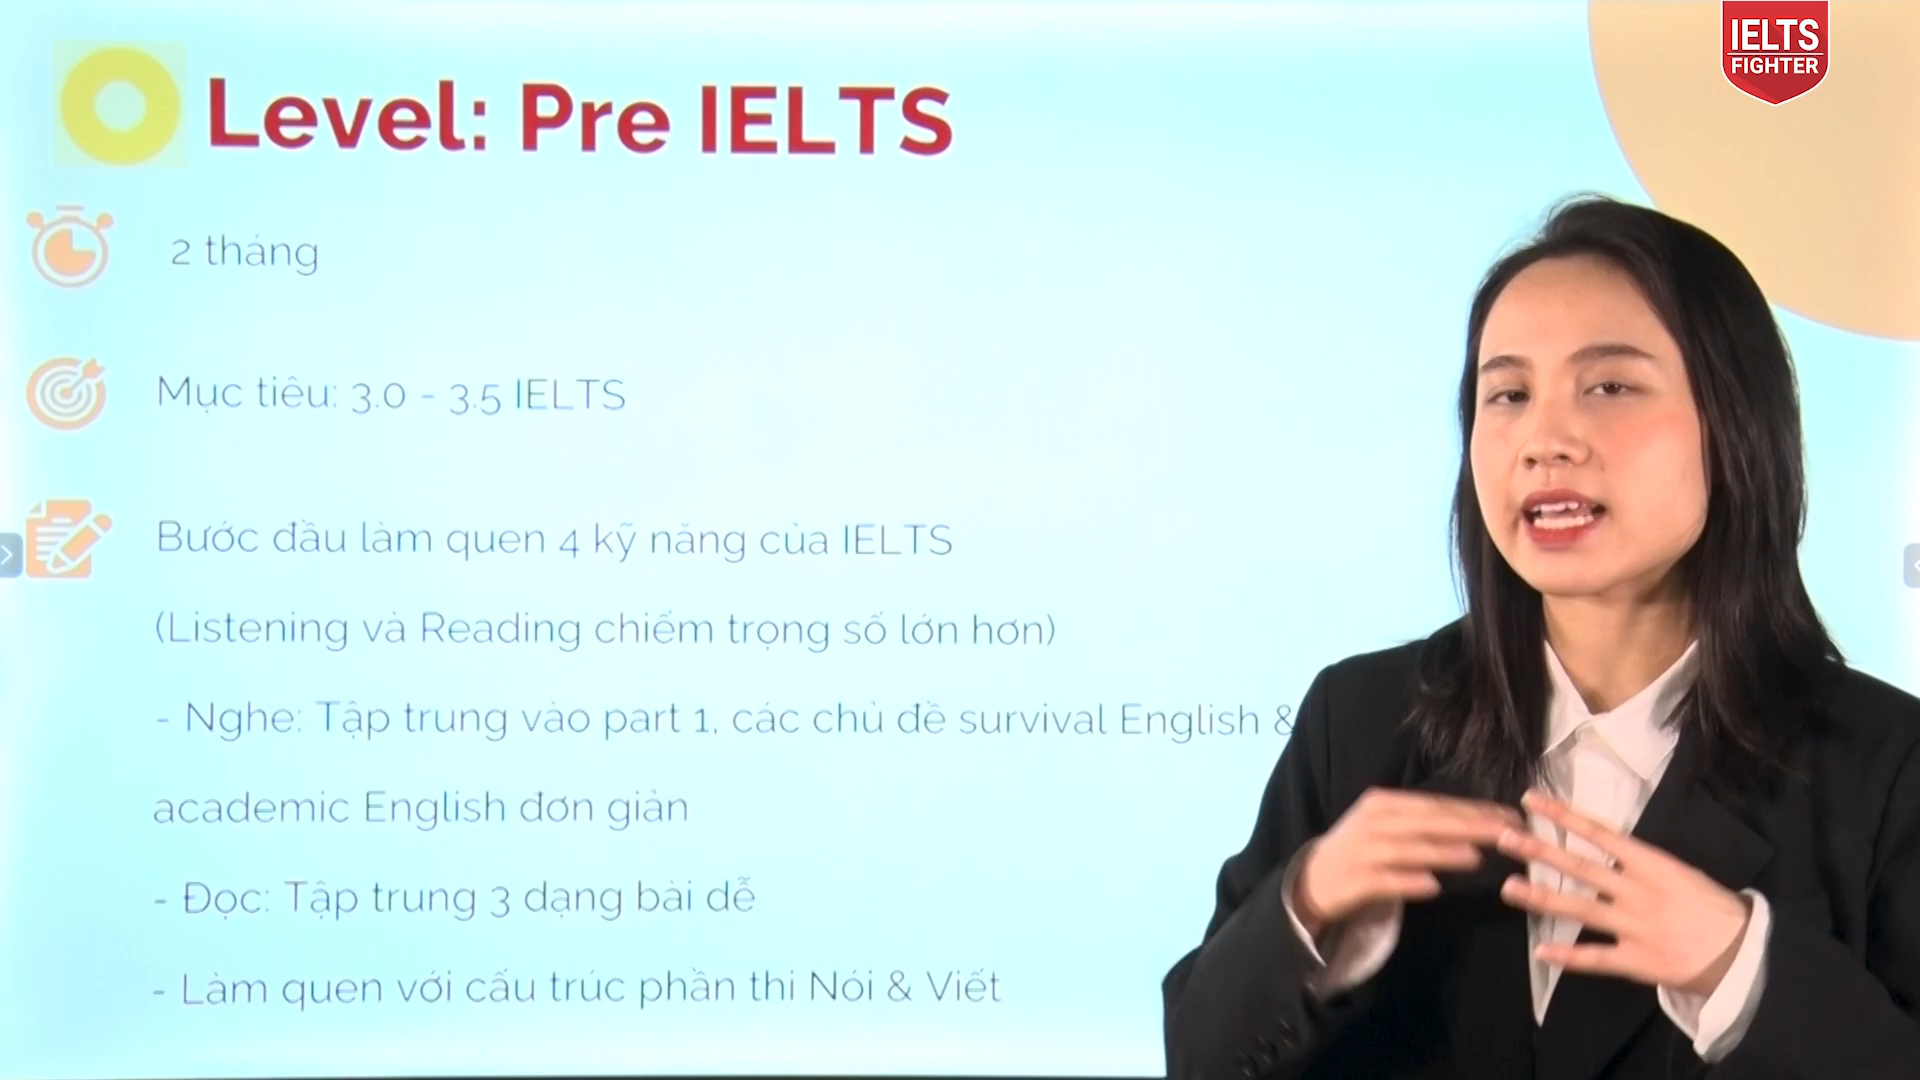 IELTS
FIGHTER
Level: Pre IELTS
2 tháng
Mục tiêu: 3.0 - 3.5 IELTS
Bước đầu làm quen 4 kỹ năng của IELTS
(Listening và Reading chiếm trọng số lớn hơn)
- Nghe: Tập trung vào part 1, các chủ đề survival English &
academic English đơn giản
- Đọc: Tập trung 3 dạng bài dễ
- Làm quen với cấu trúc phần thi Nói & Viết